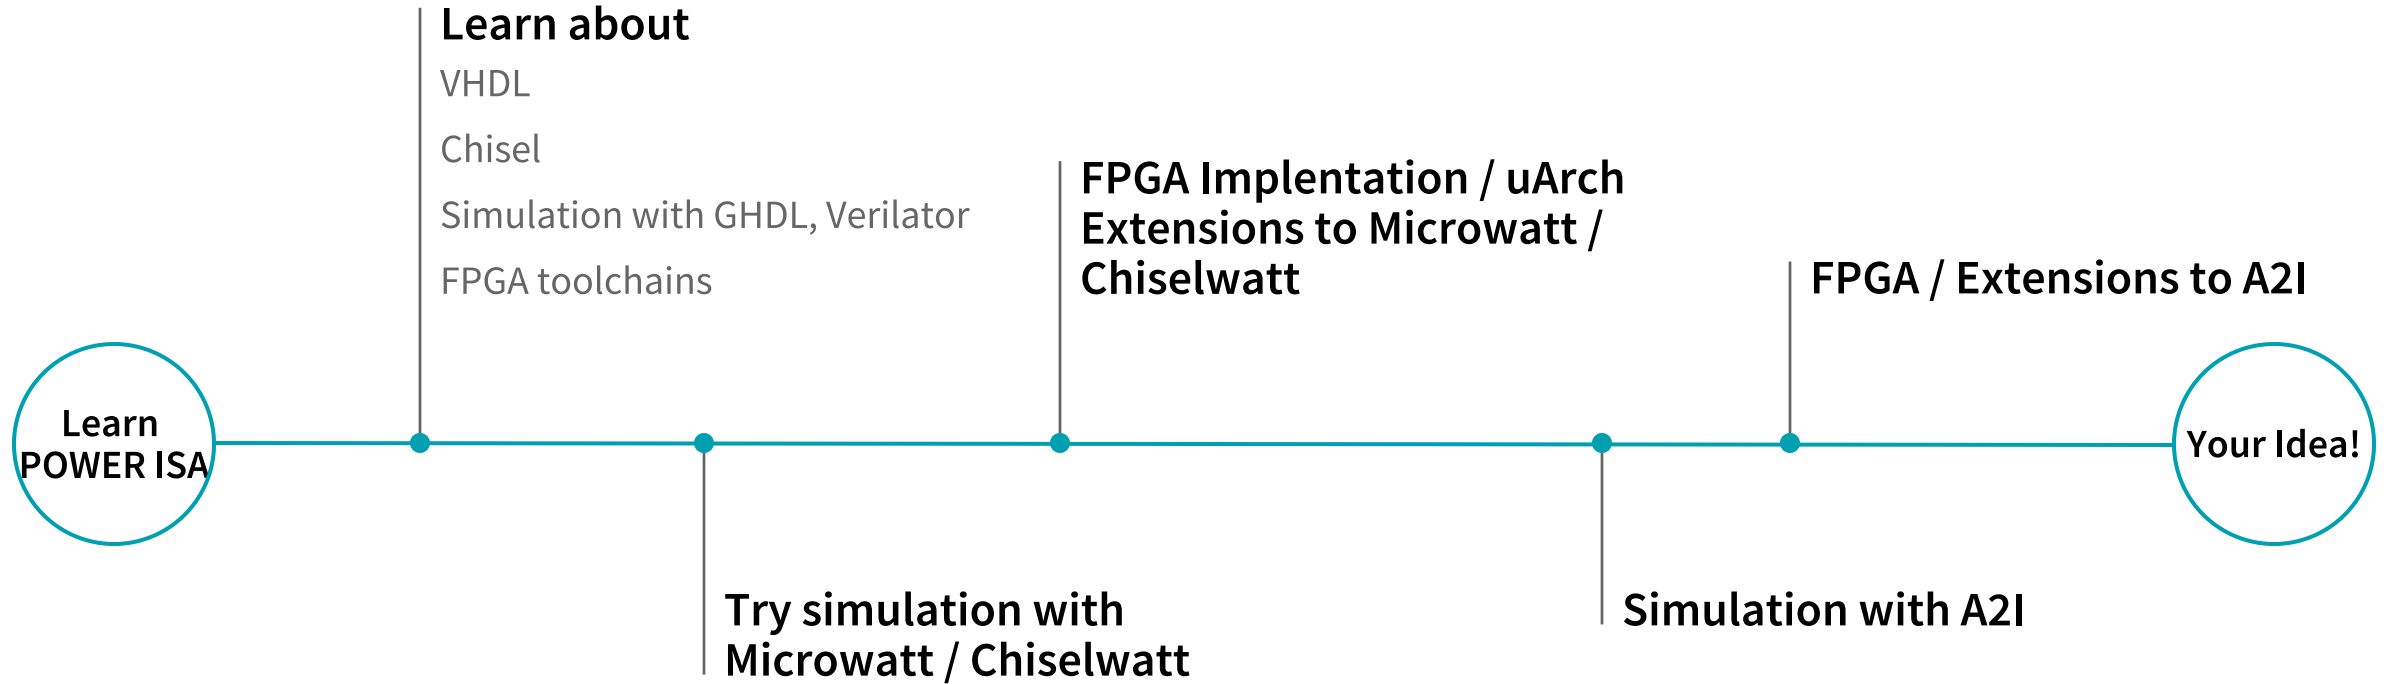 Learn about
VHDL
Chisel
Simulation with GHDL, Verilator
FPGA toolchains
FPGA Implentation / uArch
Extensions to Microwatt /
Chiselwatt
FPGA / Extensions to A2I
Learn
POWER ISA
Your Idea!
Try simulation with
Microwatt / Chiselwatt
Simulation with A2I